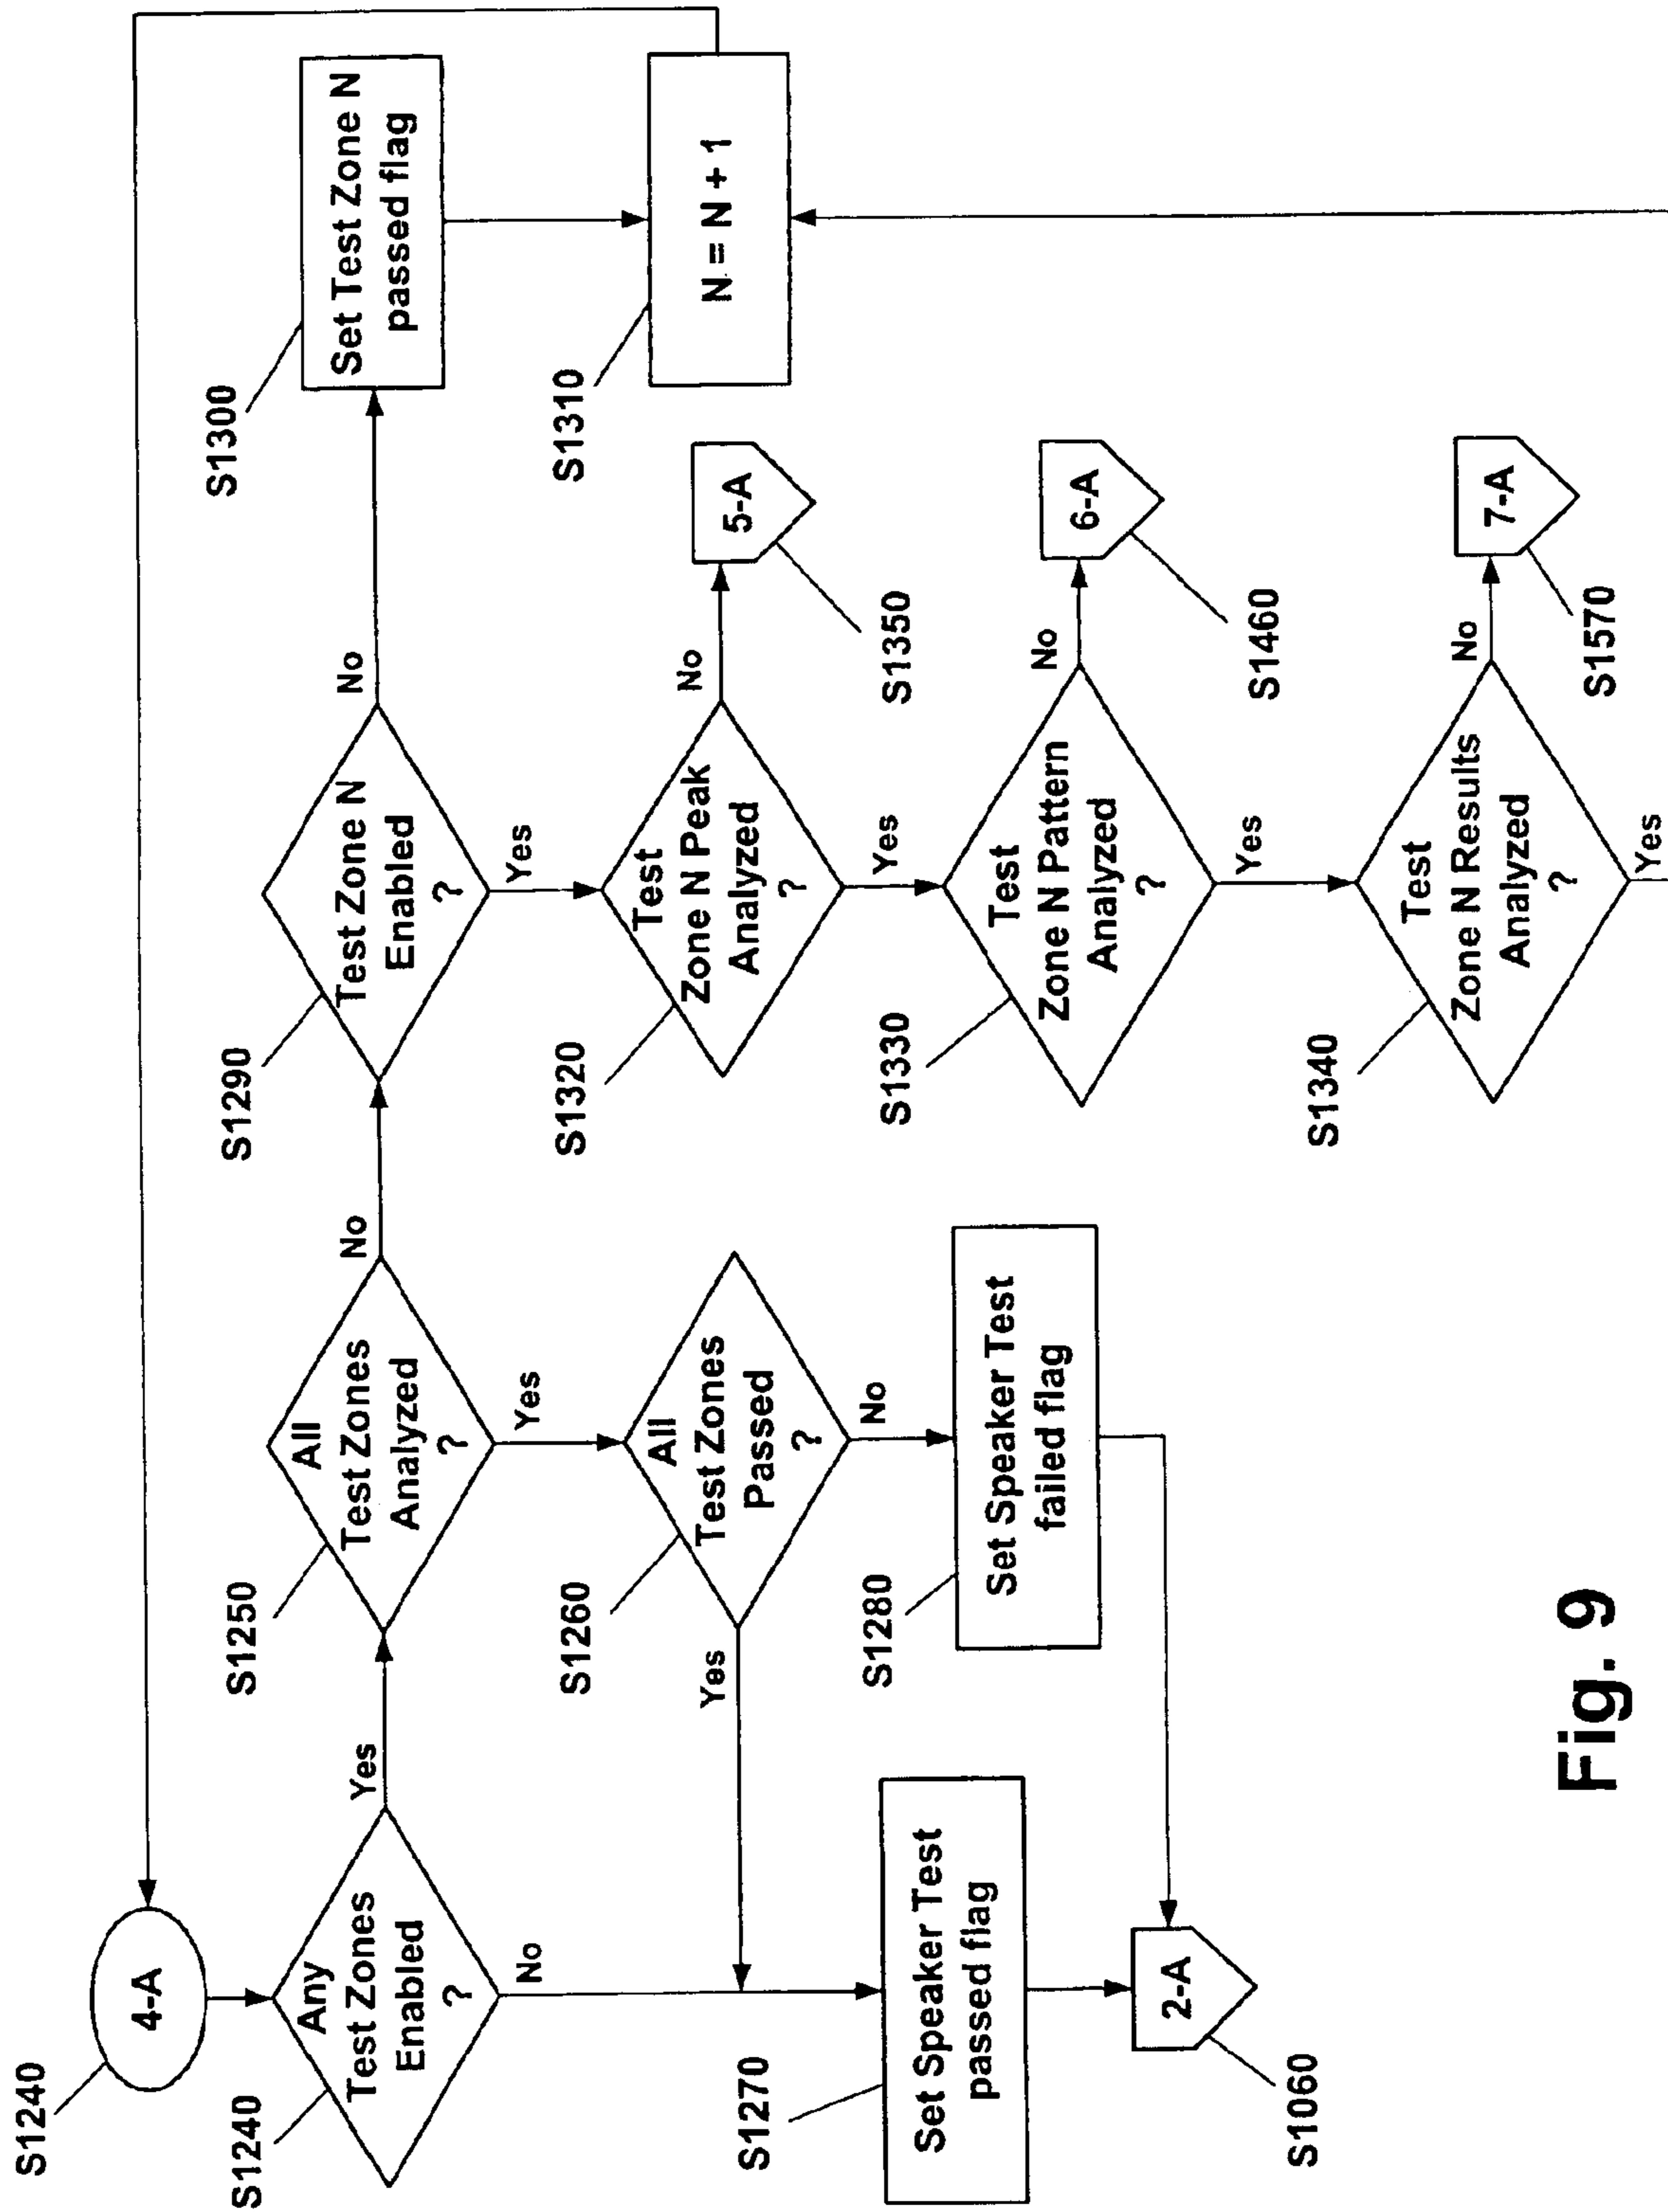 S1240
4-A
S1240
Any
Test Zones
Enabled
?
Yes
No
S1250
All
Test Zones
Analyzed
?
No
Yes
S1290
Test Zone N
Enabled
?
No
Yes
S1300
Set Test Zone N
passed flag
S1260
All
Test Zones
Passed
?
Yes
No
S1320
Test
Zone N Peak
Analyzed
?
No
Yes
5-A
S1350
S1310
N = N + 1
S1270
Set Speaker Test
passed flag
S1280
Set Speaker Test
failed flag
S1330
Test
Zone N Pattern
Analyzed
?
No
Yes
6-A
S1460
2-A
S1060
S1340
Test
Zone N Results
Analyzed
?
No
Yes
7-A
S1570
Fig. 9